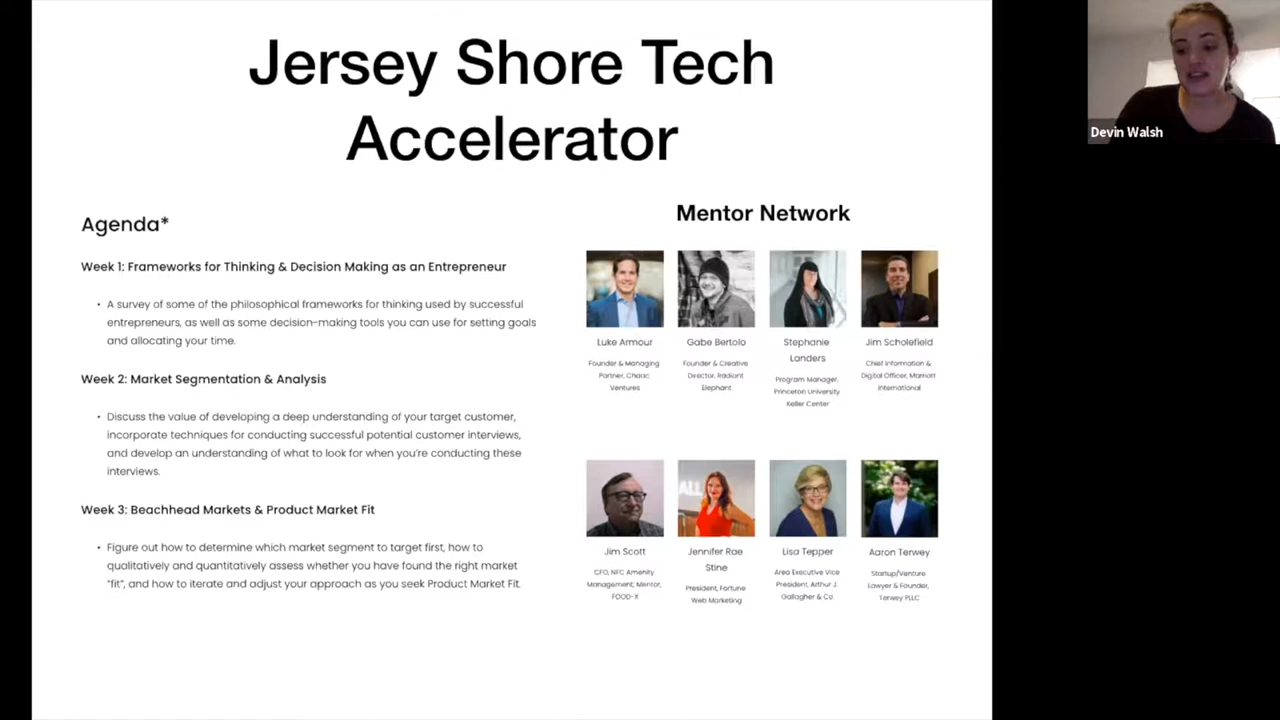 Jersey Shore Tech
Accelerator
Agenda*
Week 1: Frameworks for Thinking & Decision Making as an Entrepreneur
• A survey of some of the philosophical frameworks for thinking used by successful
entrepreneurs, as well as some decision-making tools you can use for setting goals
and allocating your time.
Week 2: Market Segmentation & Analysis
• Discuss the value of developing a deep understanding of your target customer,
incorporate techniques for conducting successful potential customer interviews,
and develop an understanding of what to look for when you're conducting these
interviews.
Week 3: Beachhead Markets & Product Market Fit
• Figure out how to determine which market segment to target first, how to
qualitatively and quantitatively assess whether you have found the right market
"fit", and how to iterate and adjust your approach as you seek Product Market Fit.
Mentor Network
Luke Armour
Founder & Managing
Partner, Chaac
Ventures
Gabe Bertolo
Founder & Creative
Director, Radiant
Elephant
Stephanie
Landers
Program Manager,
Princeton University
Keller Center
Jim Scholefield
Chief Information &
Digital Officer, Marriott
International
Jim Scott
CFO, NFC Amenity
Management; Mentor,
FOOD-X
ALL
Jennifer Rae
Stine
President, Fortune
Web Marketing
Lisa Tepper
Area Executive Vice
President, Arthur J.
Gallagher & Co.
Aaron Terwey
Startup/Venture
Lawyer & Founder,
Terwey PLLC
Devin Walsh